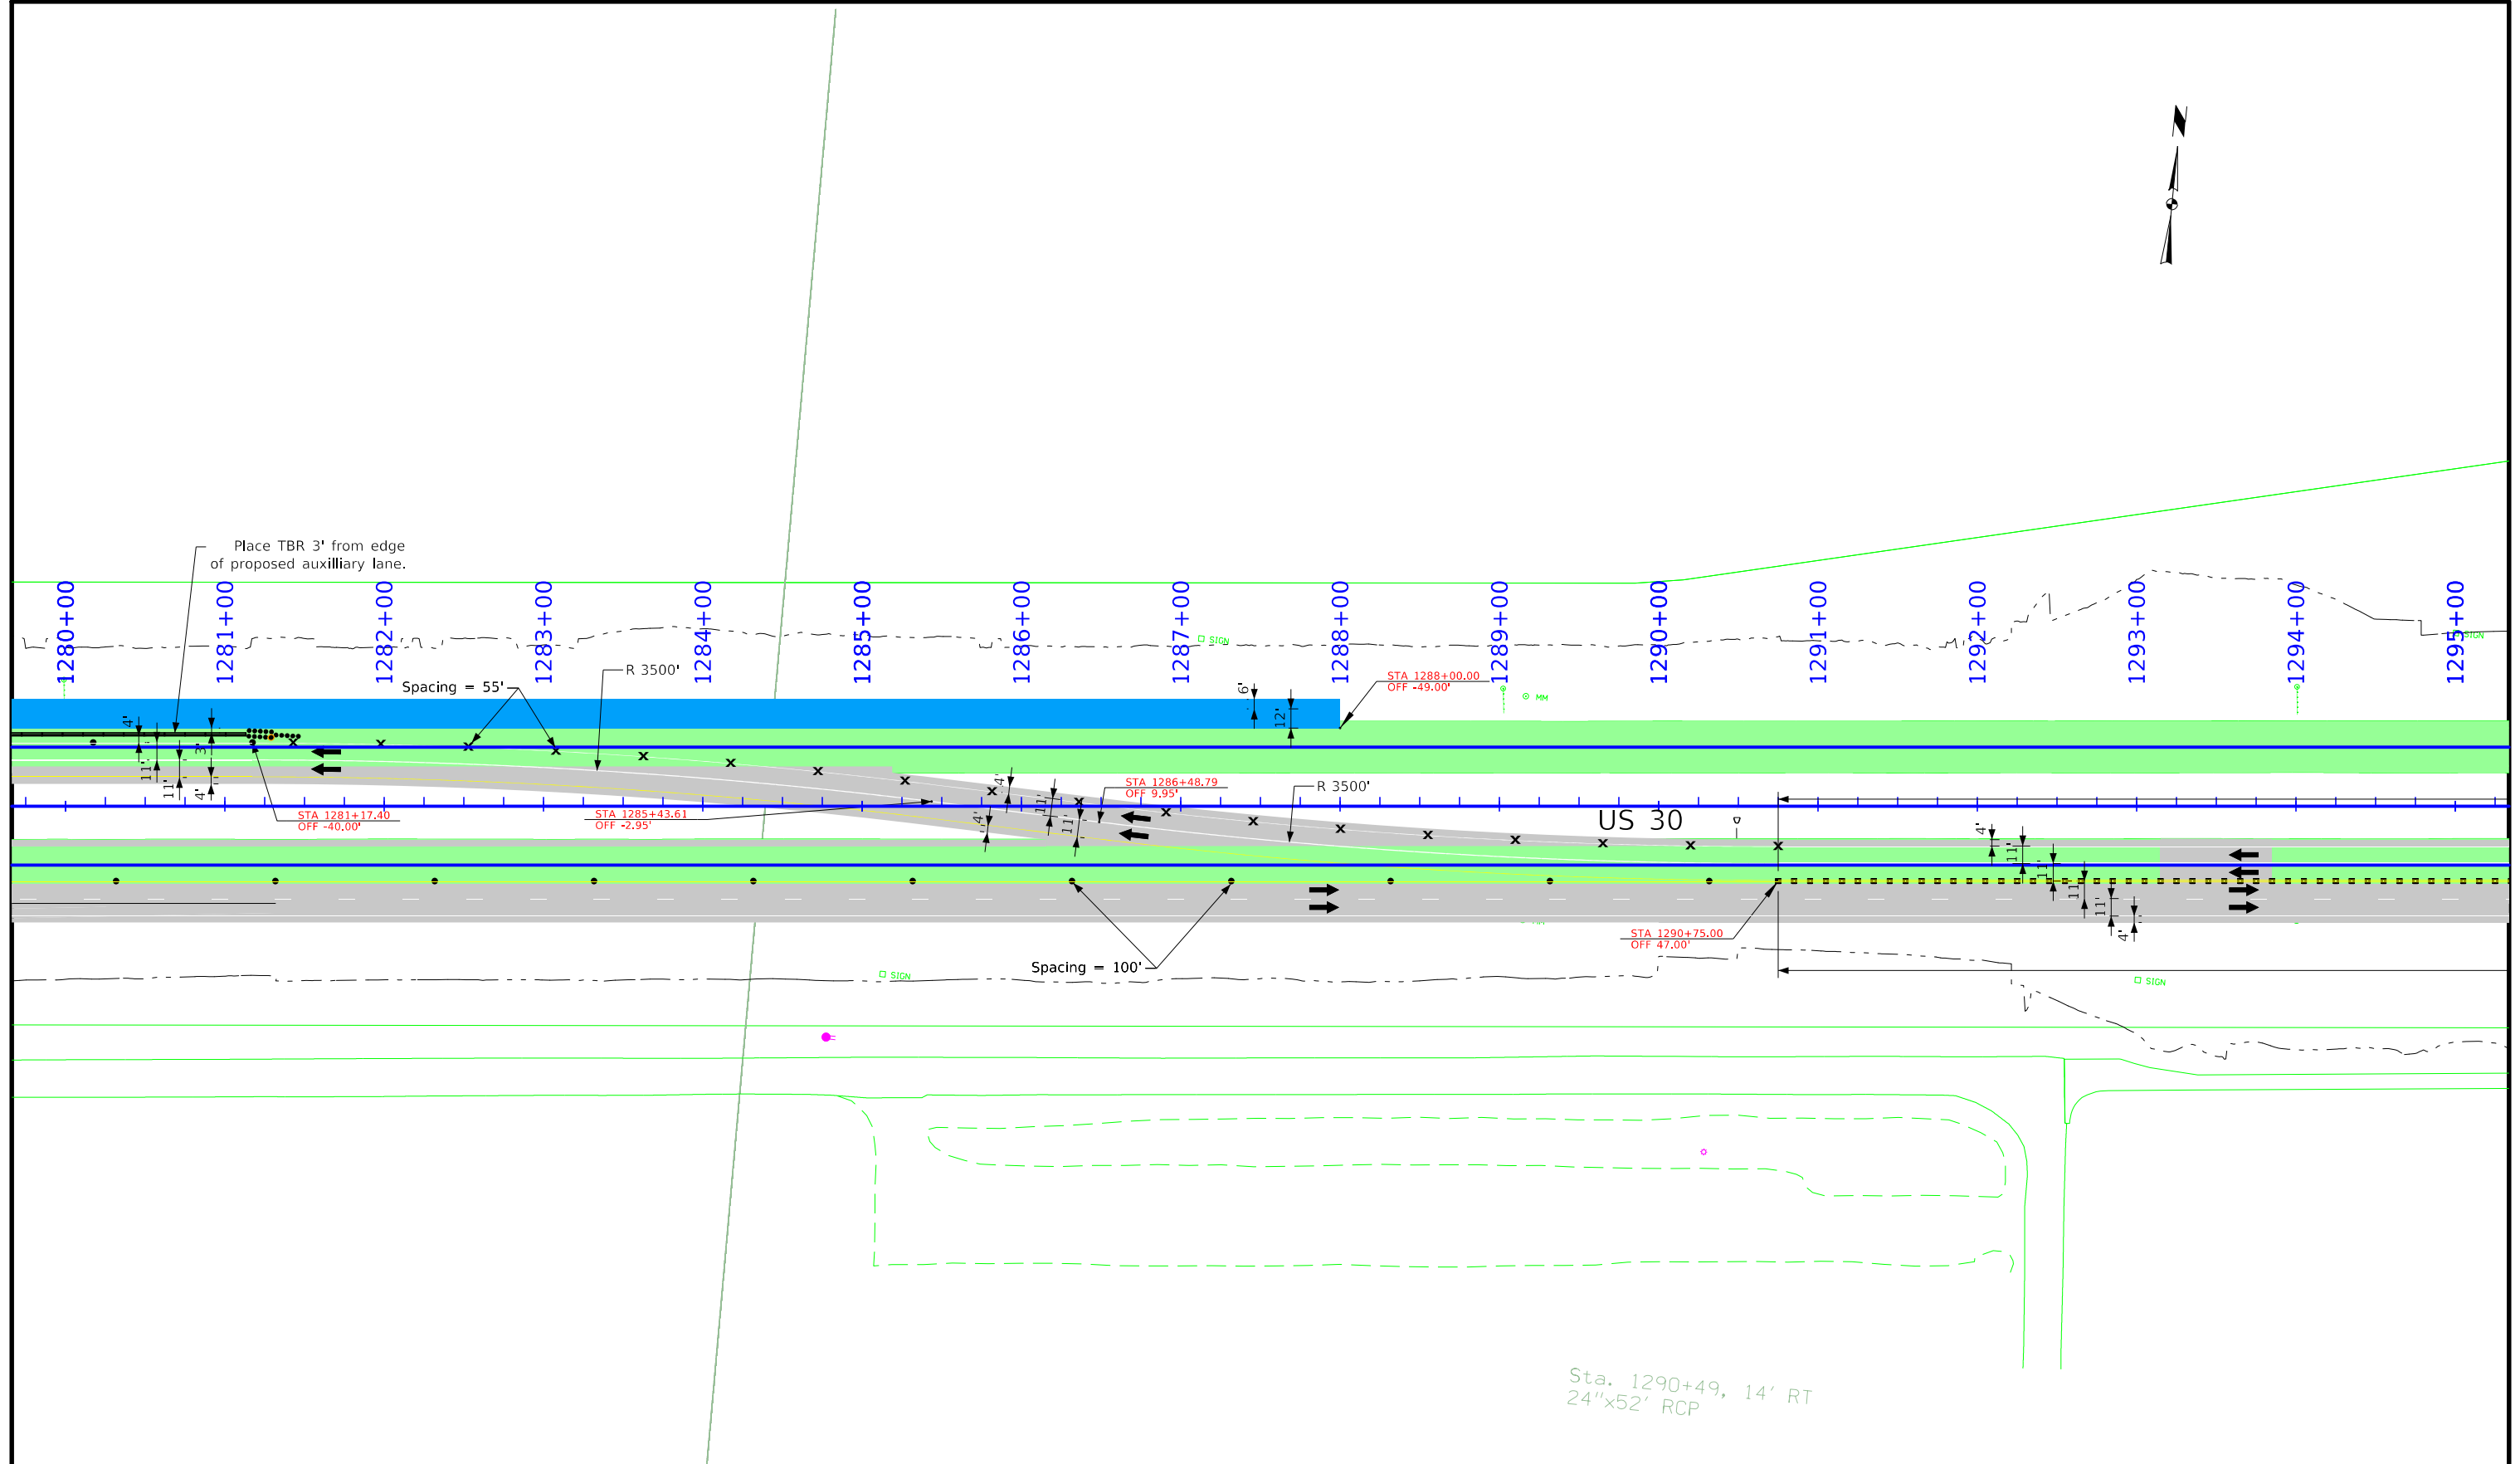 N
Place TBR 3' from edge
of proposed auxilliary lane.
1280+00
1281+00
1282+00
1283+00
1284+00
1285+00
1286+00
1287+00
1288+00
1289+00
1290+00
1291+00
1292+00
1293+00
1294+00
1295+00
SIGN
SIGN
MM
R 3500'
Spacing = 55'
STA 1288+00.00
OFF -49.00'
6'
12'
4'
11'
11'
3'
4'
STA 1281+17.40
OFF -40.00'
STA 1285+43.61
OFF -2.95'
4'
11'
4'
11'
STA 1286+48.79
OFF 9.95'
R 3500'
US 30
4'
11'
11'
11'
11'
4'
STA 1290+75.00
OFF 47.00'
Spacing = 100'
SIGN
SIGN
Sta. 1290+49, 14' RT
24"x52' RCP